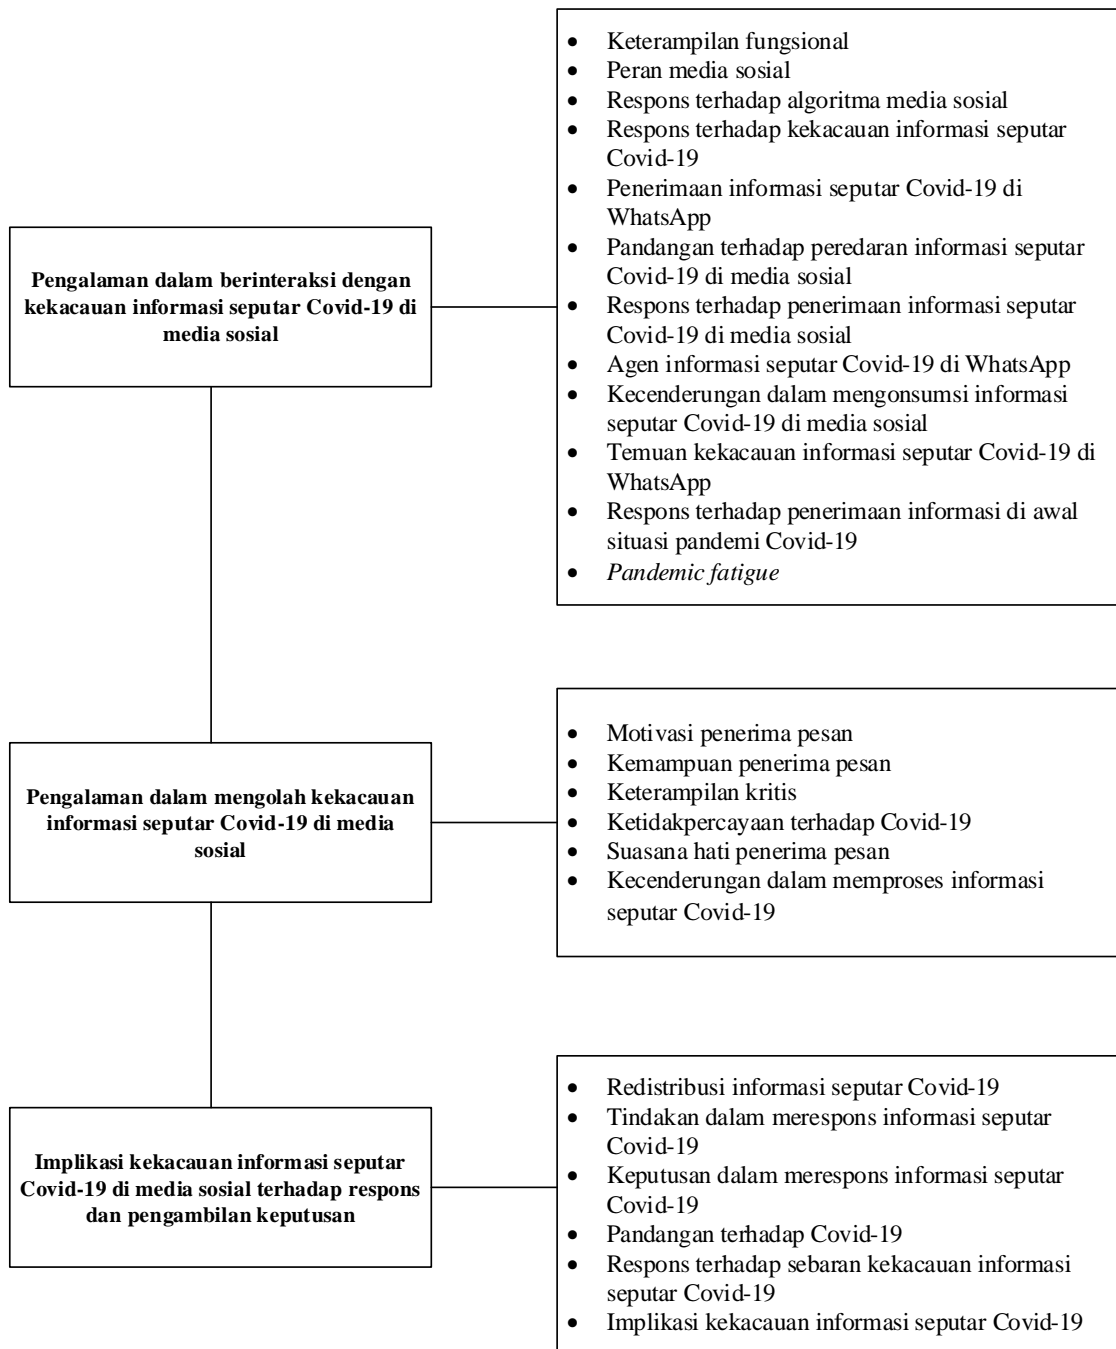 • Keterampilan fungsional
• Peran media sosial
• Respons terhadap algoritma media sosial
• Respons terhadap kekacauan informasi seputar
Covid-19
• Penerimaan informasi seputar Covid-19 di
WhatsApp
• Pandangan terhadap peredaran informasi seputar
Covid-19 di media sosial
• Respons terhadap penerimaan informasi seputar
Covid-19 di media sosial
• Agen informasi seputar Covid-19 di WhatsApp
• Kecenderungan dalam mengonsumsi informasi
seputar Covid-19 di media sosial
• Temuan kekacauan informasi seputar Covid-19 di
WhatsApp
• Respons terhadap penerimaan informasi di awal
situasi pandemi Covid-19
• Pandemic fatigue
Pengalaman dalam berinteraksi dengan
kekacauan informasi seputar Covid-19 di
media sosial
• Motivasi penerima pesan
• Kemampuan penerima pesan
• Keterampilan kritis
• Ketidakpercayaan terhadap Covid-19
• Suasana hati penerima pesan
• Kecenderungan dalam memproses informasi
seputar Covid-19
Pengalaman dalam mengolah kekacauan
informasi seputar Covid-19 di media
sosial
• Redistribusi informasi seputar Covid-19
• Tindakan dalam merespons informasi seputar
Covid-19
• Keputusan dalam merespons informasi seputar
Covid-19
• Pandangan terhadap Covid-19
• Respons terhadap sebaran kekacauan informasi
seputar Covid-19
• Implikasi kekacauan informasi seputar Covid-19
Implikasi kekacauan informasi seputar
Covid-19 di media sosial terhadap respons
dan pengambilan keputusan